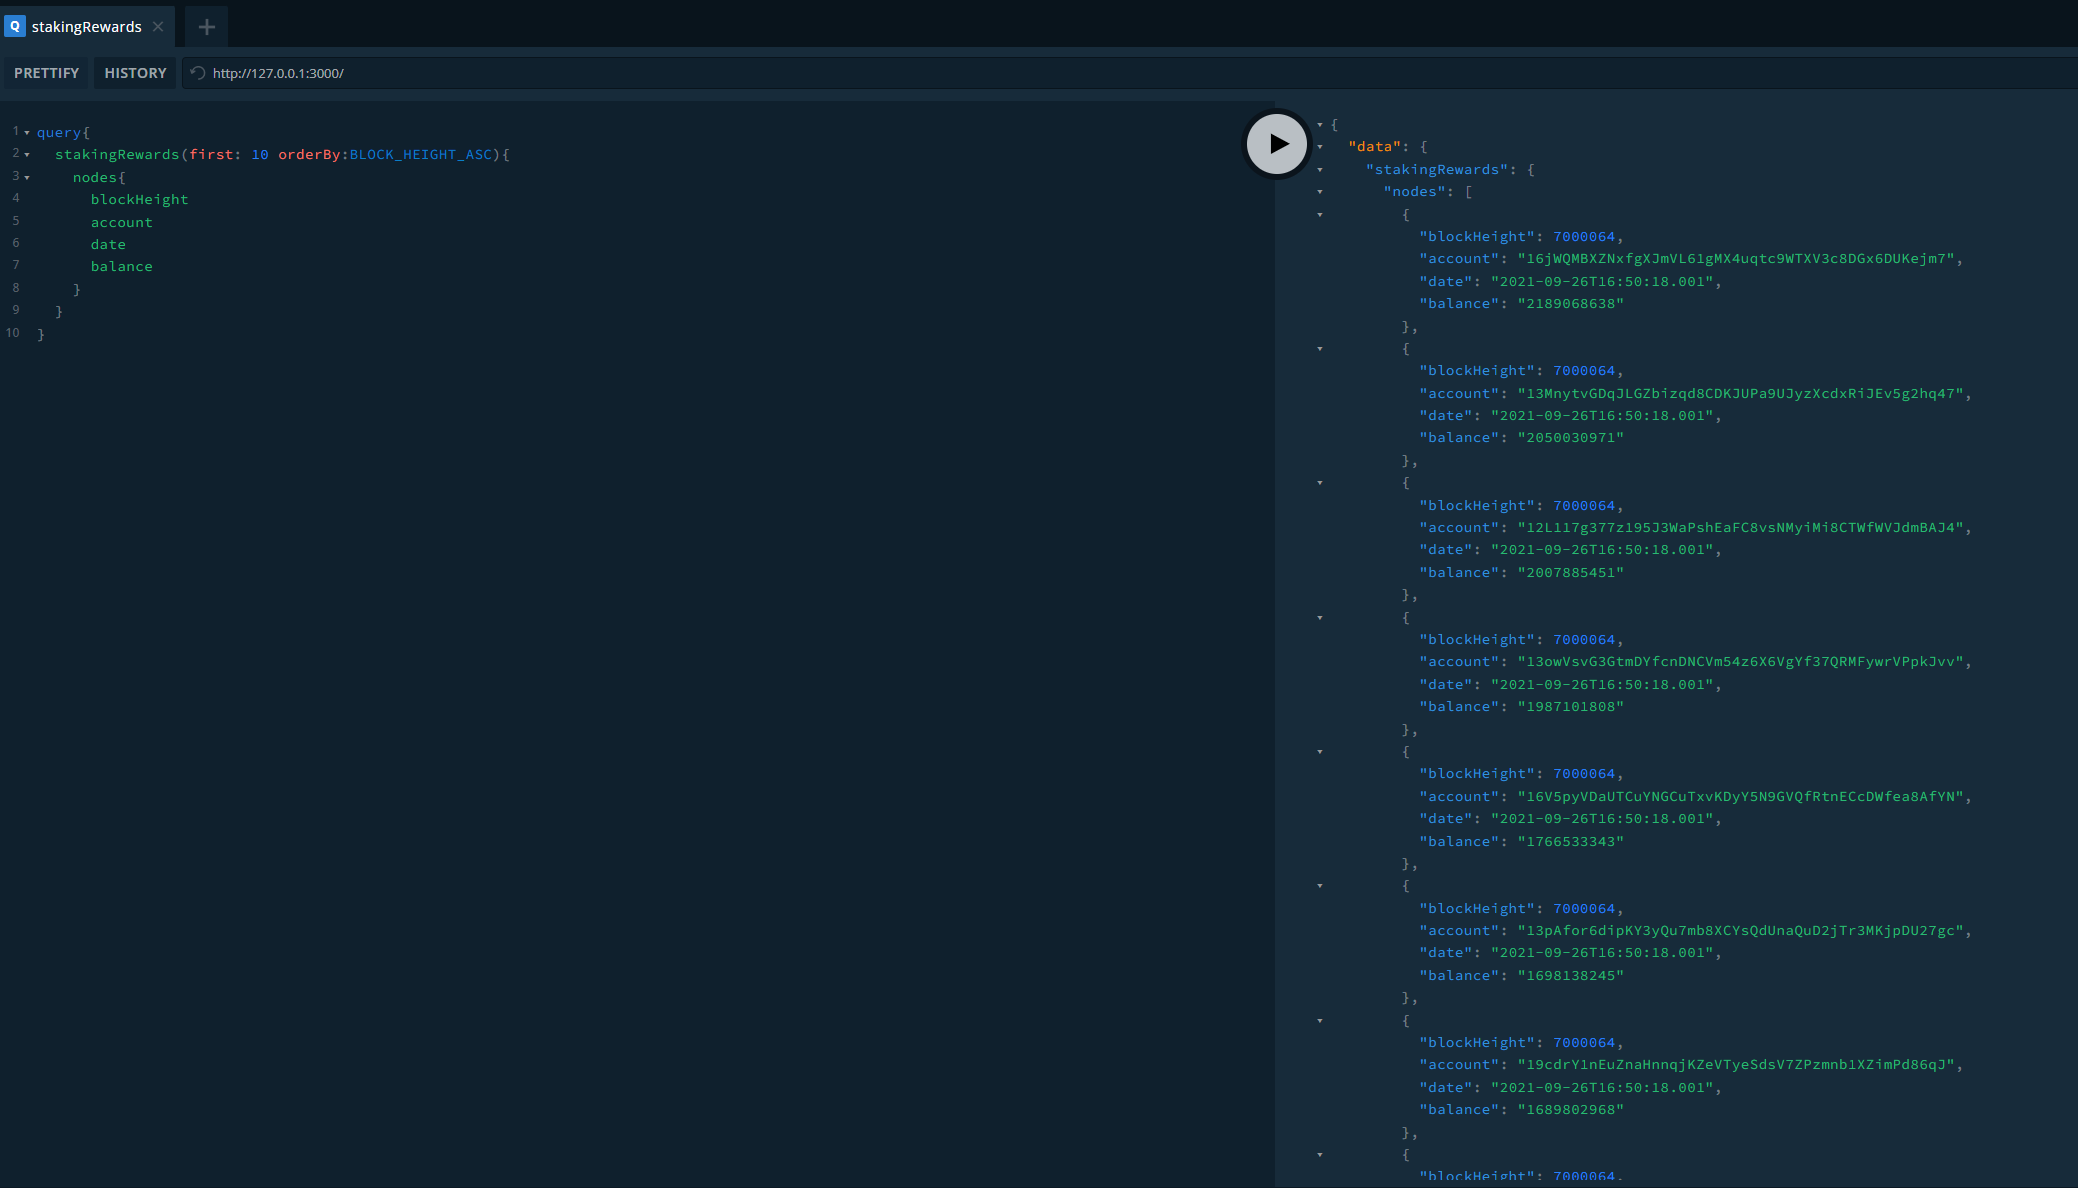 Q stakingRewards
PRETTIFY HISTORY http://127.0.0.1:3000/
1 query{
2 stakingRewards(first: 10 orderBy:BLOCK_HEIGHT_ASC){
3 nodes{
4 blockHeight
5 account
6 date
7 balance
8 }
9 }
10 }
{
"data": {
"stakingRewards": {
"nodes": [
{
"blockHeight": 7000064,
"account": "16jWQMBXZNxfgXJmVL61gMX4uqtc9WTXV3c8DGx6DUKejm7",
"date": "2021-09-26T16:50:18.001",
"balance": "2189068638"
},
{
"blockHeight": 7000064,
"account": "13MnytvGDqJLGZbizqd8CDKJUPa9UJyzXcdxRiJEv5g2hq47",
"date": "2021-09-26T16:50:18.001",
"balance": "2050030971"
},
{
"blockHeight": 7000064,
"account": "12L117g377z195J3WaPshEaFC8vsNMyiMi8CTWfWVJdmBAJ4",
"date": "2021-09-26T16:50:18.001",
"balance": "2007885451"
},
{
"blockHeight": 7000064,
"account": "13owVsvG3GtmDYfcnDNCVm54z6X6VgYf37QRMFywrVPpkJvv",
"date": "2021-09-26T16:50:18.001",
"balance": "1987101808"
},
{
"blockHeight": 7000064,
"account": "16V5pyVDaUTCuYNGCuTxvKDyY5N9GVQfRtnECcDWfea8AfYN",
"date": "2021-09-26T16:50:18.001",
"balance": "1766533343"
},
{
"blockHeight": 7000064,
"account": "13pAfor6dipKY3yQu7mb8XCYsQdUnaQuD2jTr3MKjpDU27gc",
"date": "2021-09-26T16:50:18.001",
"balance": "1698138245"
},
{
"blockHeight": 7000064,
"account": "19cdrY1nEuZnaHnnqjKZeVTyeSdsV7ZPzmnb1XZimPd86qJ",
"date": "2021-09-26T16:50:18.001",
"balance": "1689802968"
},
{
"blockHeight": 7000064,